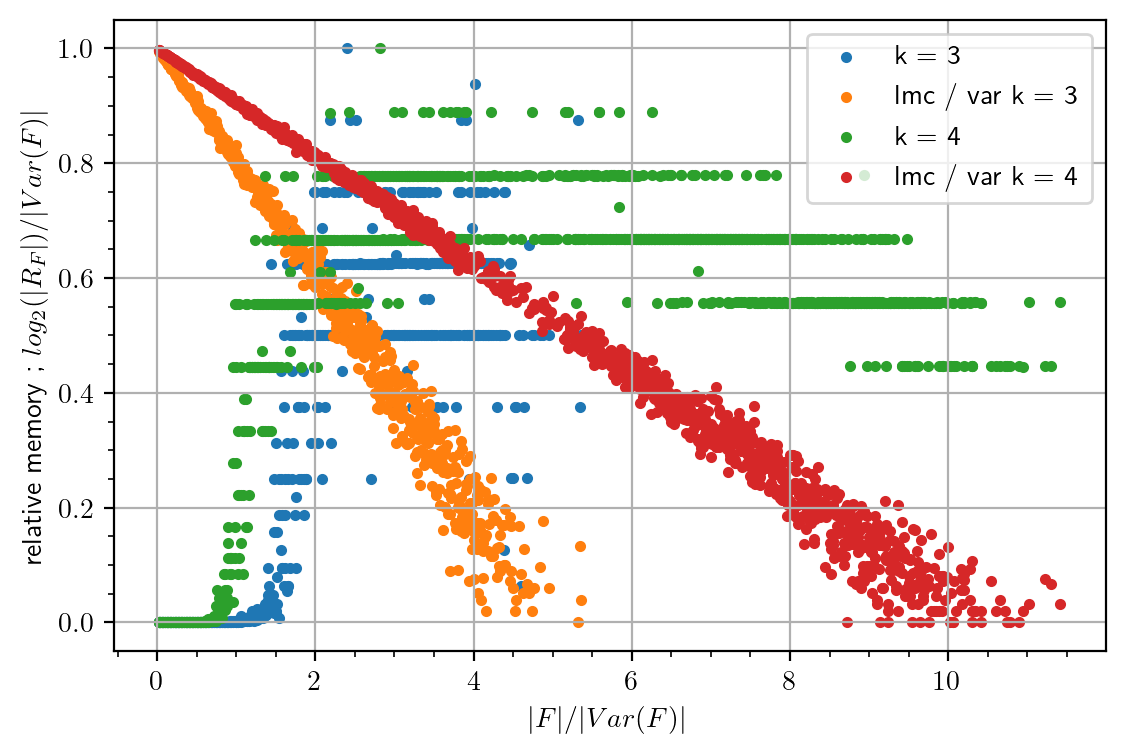 k = 3
lmc / var k = 3
k = 4
lmc / var k = 4
relative memory ; log₂(|R_F|)/|Var(F)|
1.0
0.8
0.6
0.4
0.2
0.0
0 2 4 6 8 10
|F|/|Var(F)|